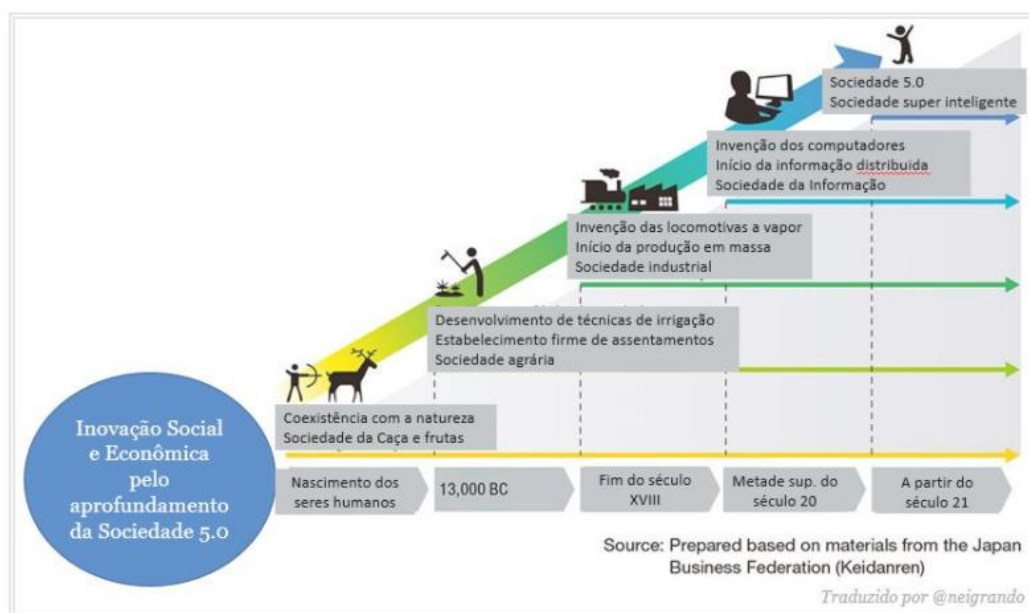 Sociedade 5.0
Sociedade super inteligente
Invenção dos computadores
Início da informação distribuida
Sociedade da Informação
Invenção das locomotivas a vapor
Início da produção em massa
Sociedade industrial
Desenvolvimento de técnicas de irrigação
Estabelecimento firme de assentamentos
Sociedade agrária
Coexistência com a natureza
Sociedade da Caça e frutas
Inovação Social
e Econômica
pelo
aprofundamento
da Sociedade 5.0
Nascimento dos
seres humanos
13,000 BC
Fim do século
XVIII
Metade sup. do
século 20
A partir do
século 21
Source: Prepared based on materials from the Japan
Business Federation (Keidanren)
Traduzido por @neigrando